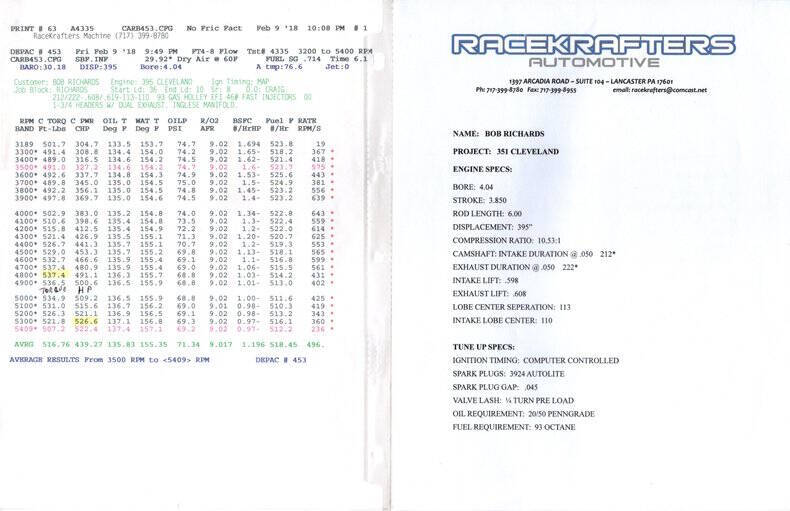 PRINT # 63 A4335 CARB453.CFG No Fric Fact Feb 9 '18 10:08 PM # 1
RaceKrafters Machine (717) 399-8780
DEPAC # 453 Fri Feb 9 '18 9:49 PM FT4-8 Flow Tst# 4335 3200 to 5400 RPM
CARB453.CFG SBF.INF 29.92" Dry Air @ 60F FUEL SG .714 Time 6.1
BARO:30.18 DISP:395 Bore:4.04 A tmp:76.6 Jet:0
Customer: BOB RICHARDS Engine: 395 CLEVELAND Ign Timing: MAP
Job Block: RICHARDS Start Ld: 36 End Ld: 10 Sr: 8 D.O: CRAIG
212/222-.608/.619-113-110 93 GAS HOLLEY EFI 46# FAST INJECTORS 00
1-3/4 HEADERS W/ DUAL EXHAUST. INGLESE MANIFOLD.
RPM C TORQ C PWR OIL T WAT T OILP R/O2 BSFC Fuel F RATE
BAND Ft-Lbs CHP Deg F Deg F PSI AFR #/HrHP #/Hr RPM/S
3189 501.7 304.7 133.5 153.7 74.7 9.02 1.694 523.8 19
3300* 491.4 308.8 134.4 154.0 74.2 9.02 1.65- 518.2 367 *
3400* 489.0 316.5 134.6 154.2 74.5 9.02 1.62- 521.4 418 *
3500* 491.0 327.2 134.6 154.2 74.7 9.02 1.6- 523.7 575 *
3600* 492.6 337.7 134.8 154.3 74.9 9.02 1.53- 525.6 443 *
3700* 489.8 345.0 135.0 154.5 75.0 9.02 1.5- 524.9 381 *
3800* 492.2 356.1 135.0 154.5 74.8 9.02 1.45- 523.2 556 *
3900* 497.8 369.7 135.0 154.6 74.5 9.02 1.4- 523.2 639 *
4000* 502.9 383.0 135.2 154.8 74.0 9.02 1.34- 522.8 643 *
4100* 510.6 398.6 135.4 154.8 73.5 9.02 1.3- 522.4 559 *
4200* 515.8 412.5 135.4 154.9 72.2 9.02 1.2- 522.0 614 *
4300* 521.4 426.9 135.5 155.1 71.3 9.02 1.20- 520.7 625 *
4400* 526.7 441.3 135.7 155.1 70.7 9.02 1.2- 519.3 553 *
4500* 529.0 453.3 135.7 155.2 69.8 9.02 1.13- 518.1 565 *
4600* 532.7 466.6 135.9 155.4 69.1 9.02 1.1- 516.8 599 *
4700* 537.4 480.9 135.9 155.4 69.0 9.02 1.06- 515.5 561 *
4800* 537.4 491.1 136.3 155.7 68.8 9.02 1.03- 514.2 431 *
4900* 536.5 500.6 136.5 155.9 68.8 9.02 1.01- 513.0 402 *
TORQUE HP
5000* 534.9 509.2 136.5 155.9 68.8 9.02 1.00- 511.6 425 *
5100* 531.0 515.6 136.7 156.2 69.0 9.01 0.98- 510.3 419 *
5200* 526.3 521.1 136.9 156.5 69.1 9.02 0.98- 513.2 343 *
5300* 521.8 526.6 137.1 156.8 69.3 9.02 0.97- 516.1 360 *
5409* 507.2 522.4 137.4 157.1 69.2 9.02 0.97- 512.2 236 *
AVRG 516.76 439.27 135.83 155.35 71.34 9.017 1.196 518.45 496.
AVERAGE RESULTS From 3500 RPM to <5409> RPM DEPAC # 453
RACEKRAFTERS
AUTOMOTIVE
1397 ARCADIA ROAD ~ SUITE 104 ~ LANCASTER PA 17601
Ph: 717-399-8780 Fax: 717-399-8955 email: racekrafters@comcast.net
NAME: BOB RICHARDS
PROJECT: 351 CLEVELAND
ENGINE SPECS:
BORE: 4.04
STROKE: 3.850
ROD LENGTH: 6.00
DISPLACEMENT: 395"
COMPRESSION RATIO: 10.53:1
CAMSHAFT: INTAKE DURATION @ .050 212*
EXHAUST DURATION @ .050 222*
INTAKE LIFT: .598
EXHAUST LIFT: .608
LOBE CENTER SEPERATION: 113
INTAKE LOBE CENTER: 110
TUNE UP SPECS:
IGNITION TIMING: COMPUTER CONTROLLED
SPARK PLUGS: 3924 AUTOLITE
SPARK PLUG GAP: .045
VALVE LASH: ¼ TURN PRE LOAD
OIL REQUIREMENT: 20/50 PENNGRADE
FUEL REQUIREMENT: 93 OCTANE